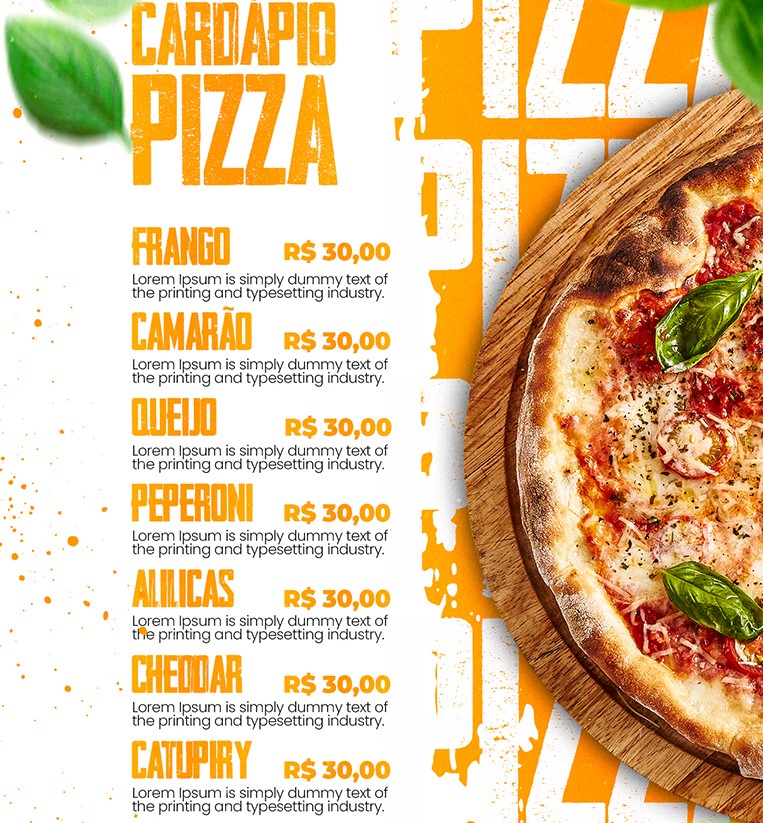 CARDÁPIO
PIZZA
FRANGO R$ 30,00
Lorem Ipsum is simply dummy text of
the printing and typesetting industry.
CAMARÃO R$ 30,00
Lorem Ipsum is simply dummy text of
the printing and typesetting industry.
QUEIJO R$ 30,00
Lorem Ipsum is simply dummy text of
the printing and typesetting industry.
PEPERONI R$ 30,00
Lorem Ipsum is simply dummy text of
the printing and typesetting industry.
R$ 30,00
Lorem Ipsum is simply dummy text of
the printing and typesetting industry.
CHEDDAR R$ 30,00
Lorem Ipsum is simply dummy text of
the printing and typesetting industry.
CATUPIRY R$ 30,00
Lorem Ipsum is simply dummy text of
the printing and typesetting industry.